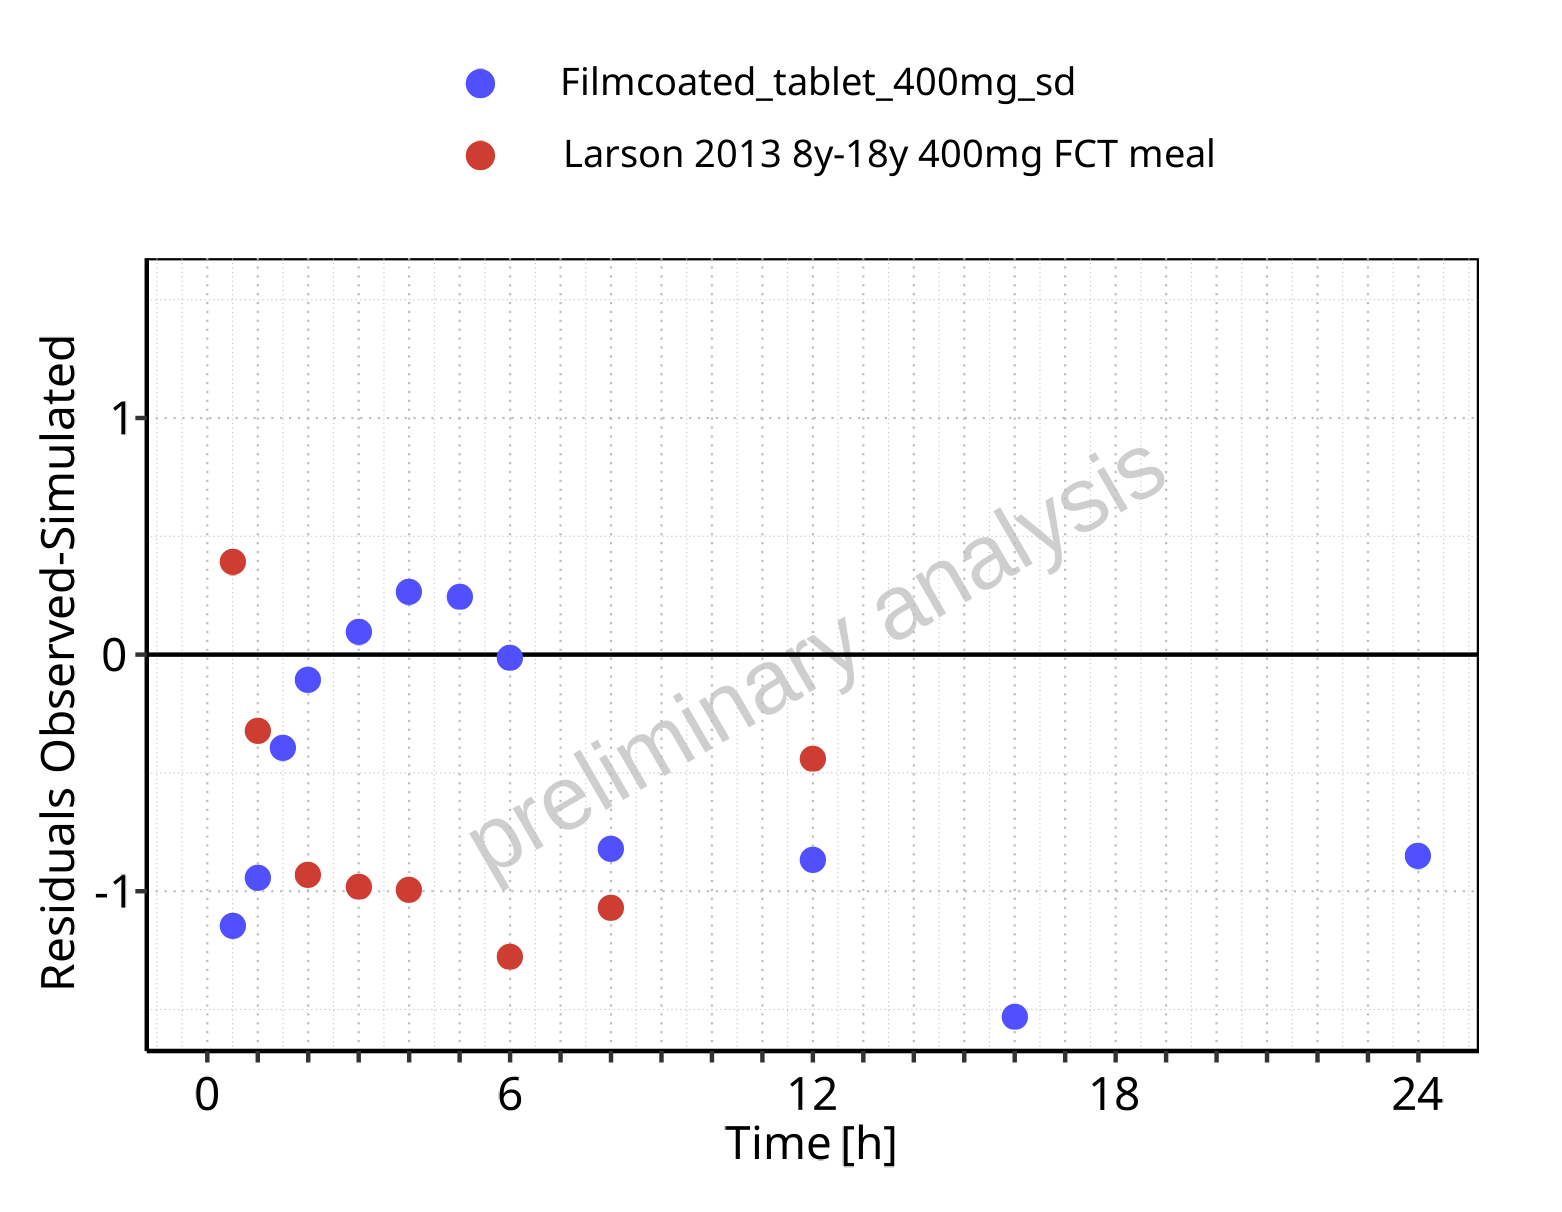 Filmcoated_tablet_400mg_sd
Larson 2013 8y-18y 400mg FCT meal
Residuals Observed-Simulated
1
0
-1
preliminary analysis
0 6 12 18 24
Time [h]